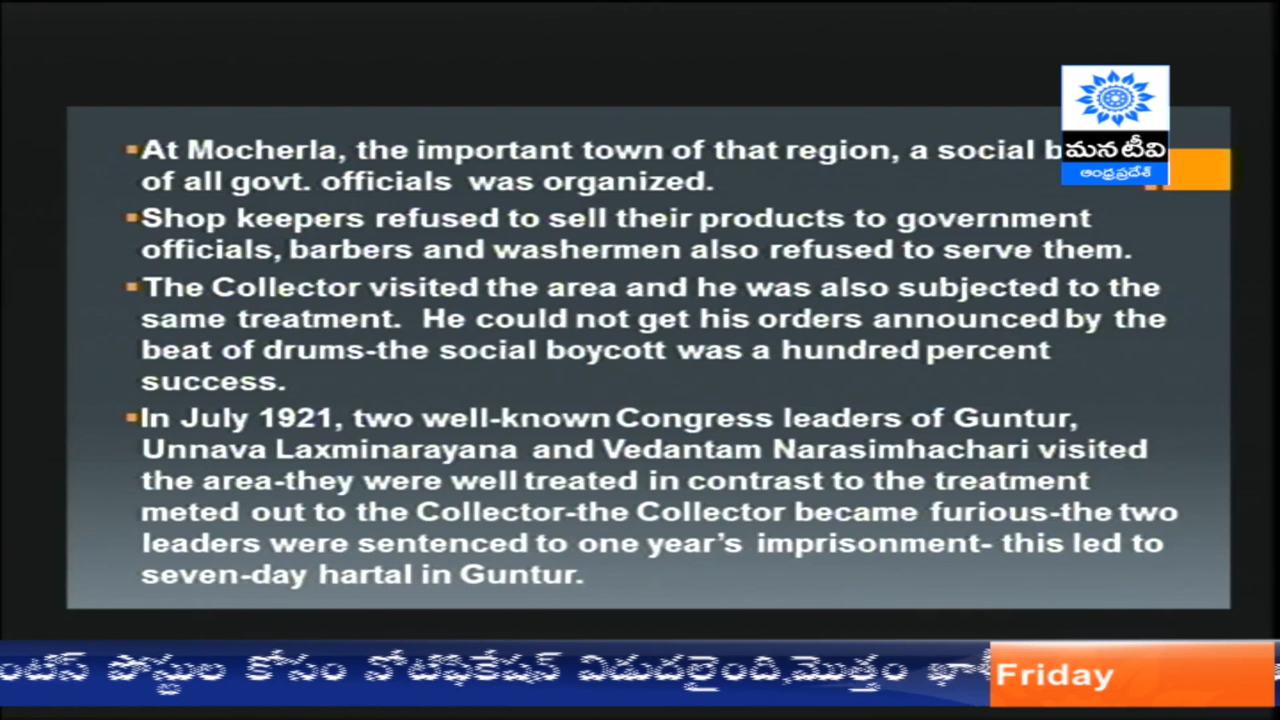 At Mocherla, the important town of that region, a social b
of all govt. officials was organized.
Shop keepers refused to sell their products to government
officials, barbers and washermen also refused to serve them.
The Collector visited the area and he was also subjected to the
same treatment. He could not get his orders announced by the
beat of drums-the social boycott was a hundred percent
success.
In July 1921, two well-known Congress leaders of Guntur,
Unnava Laxminarayana and Vedantam Narasimhachari visited
the area-they were well treated in contrast to the treatment
meted out to the Collector-the Collector became furious-the two
leaders were sentenced to one year's imprisonment- this led to
seven-day hartal in Guntur.
మన టీవి
ఆంధ్రప్రదేశ్
పోస్టుల కోసం నోటిఫికేషన్ విడుదలైంది,మొత్తం
Friday